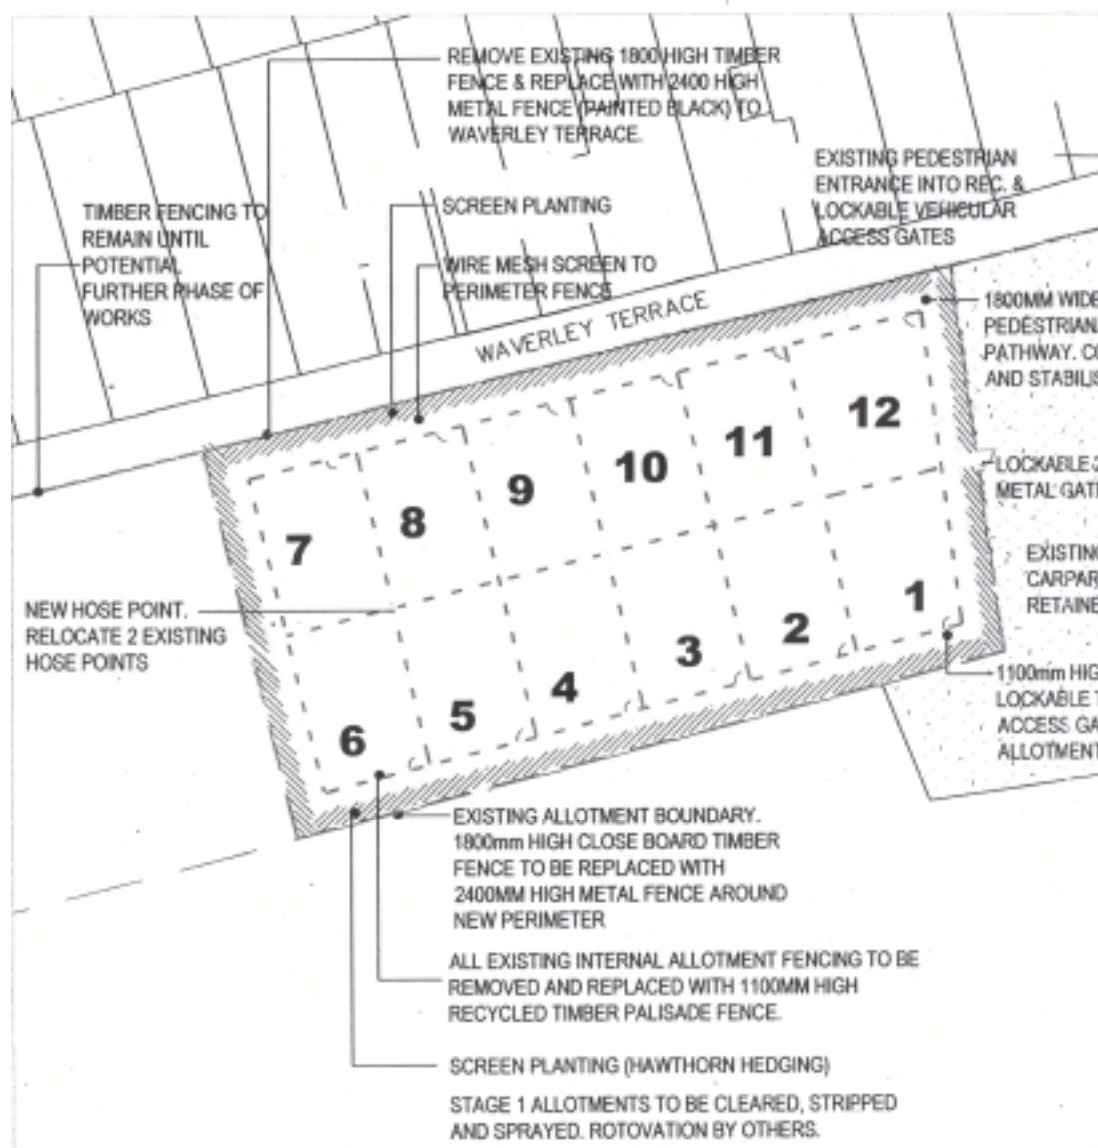 REMOVE EXISTING 1800 HIGH TIMBER
FENCE & REPLACE WITH 2400 HIGH
METAL FENCE (PAINTED BLACK) TO
WAVERLEY TERRACE.
EXISTING PEDESTRIAN
ENTRANCE INTO REC. &
LOCKABLE VEHICULAR
ACCESS GATES
TIMBER FENCING TO
REMAIN UNTIL
POTENTIAL
FURTHER PHASE OF
WORKS
SCREEN PLANTING
WIRE MESH SCREEN TO
PERIMETER FENCE
WAVERLEY TERRACE
1800MM WIDE
PEDESTRIAN
PATHWAY.
AND
12
11
10
9
8
7
LOCKABLE
METAL
EXISTING
NEW HOSE POINT.
RELOCATE 2 EXISTING
HOSE POINTS
1
2
3
4
5
6
1100mm
LOCKABLE
ACCESS
ALLOTMENT
EXISTING ALLOTMENT BOUNDARY.
1800mm HIGH CLOSE BOARD TIMBER
FENCE TO BE REPLACED WITH
2400MM HIGH METAL FENCE AROUND
NEW PERIMETER
ALL EXISTING INTERNAL ALLOTMENT FENCING TO BE
REMOVED AND REPLACED WITH 1100MM HIGH
RECYCLED TIMBER PALISADE FENCE.
SCREEN PLANTING (HAWTHORN HEDGING)
STAGE 1 ALLOTMENTS TO BE CLEARED, STRIPPED
AND SPRAYED. ROTOVATION BY OTHERS.